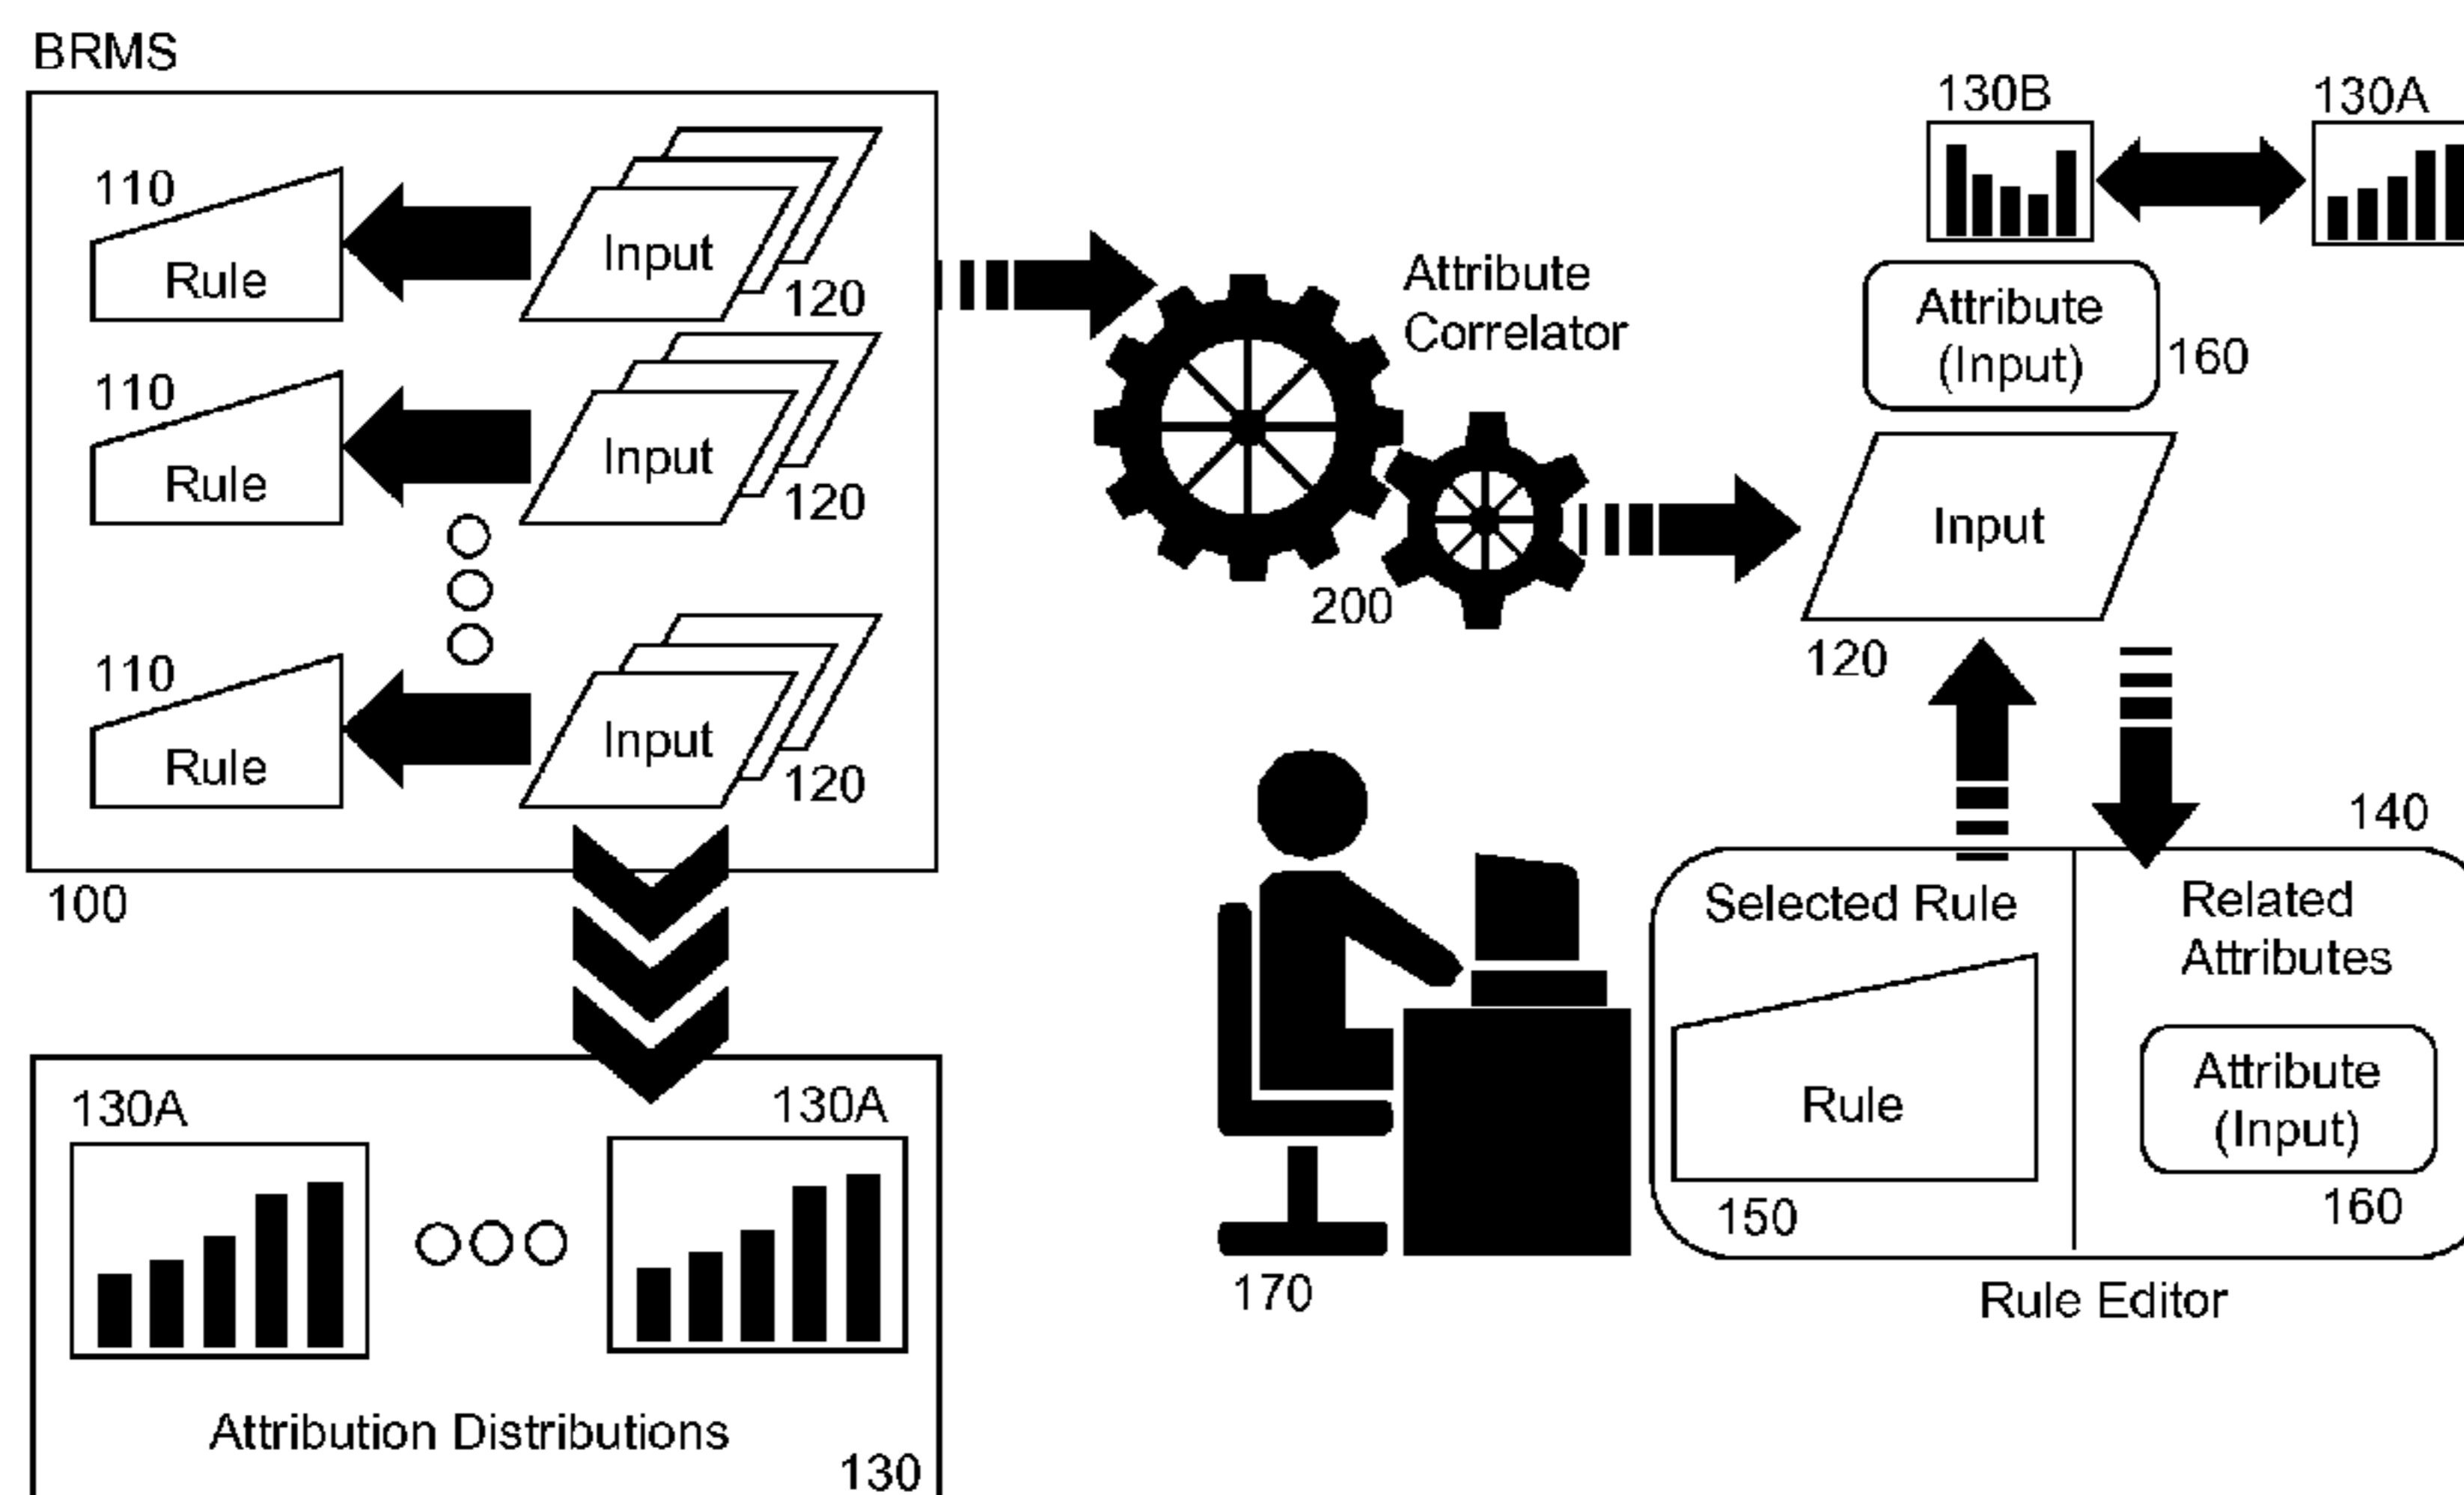 BRMS
110
Rule
Input
120
110
Rule
Input
120
110
Rule
Input
120
100
130A
130A
Attribution Distributions
130
Attribute
Correlator
200
130B
130A
Attribute
(Input)
160
Input
120
170
140
Selected Rule
Rule
150
Related
Attributes
Attribute
(Input)
160
Rule Editor